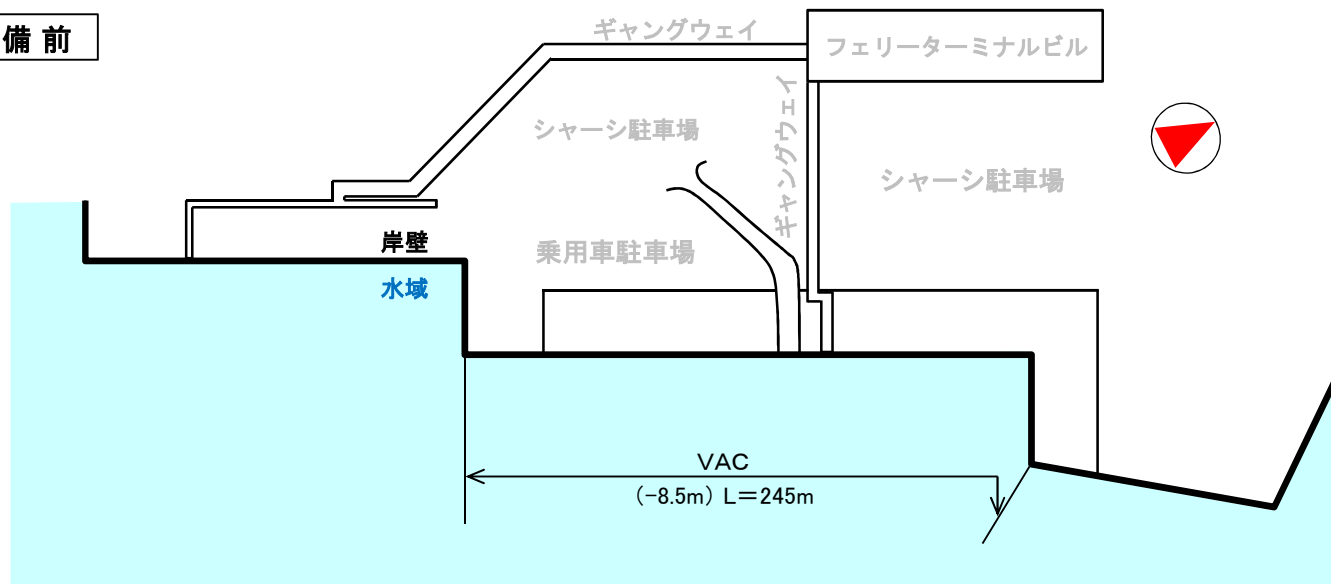 備前
ギャングウェイ
フェリーターミナルビル
ギャングウェイ
シャーシ駐車場
シャーシ駐車場
岸壁
乗用車駐車場
水域
VAC
(-8.5m) L=245m